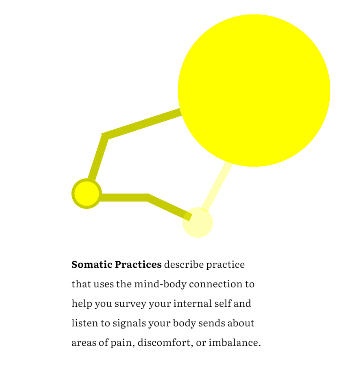 Somatic Practices describe practice
that uses the mind-body connection to
help you survey your internal self and
listen to signals your body sends about
areas of pain, discomfort, or imbalance.